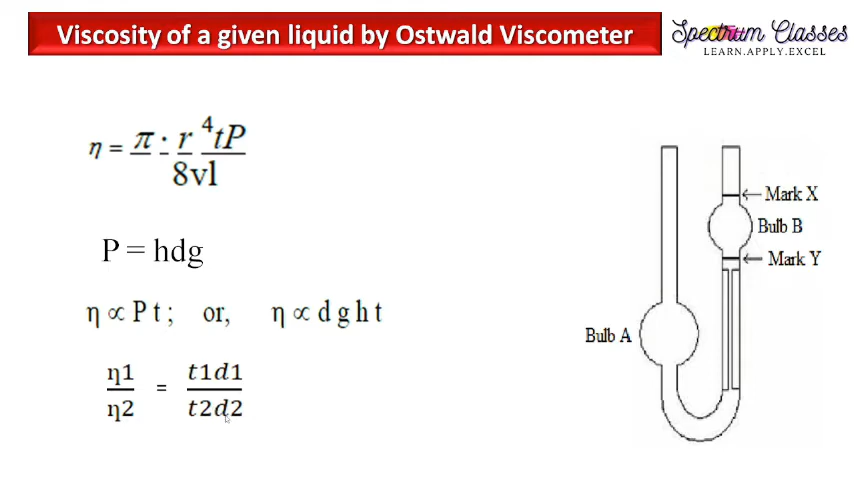 Viscosity of a given liquid by Ostwald Viscometer
Spectrum Classes
LEARN.APPLY.EXCEL
η = π · r⁴tP / 8vl
P = hdg
η ∝ P t ; or, η ∝ d g h t
η1/η2 = t1d1/t2d2
Mark X
Bulb B
Mark Y
Bulb A